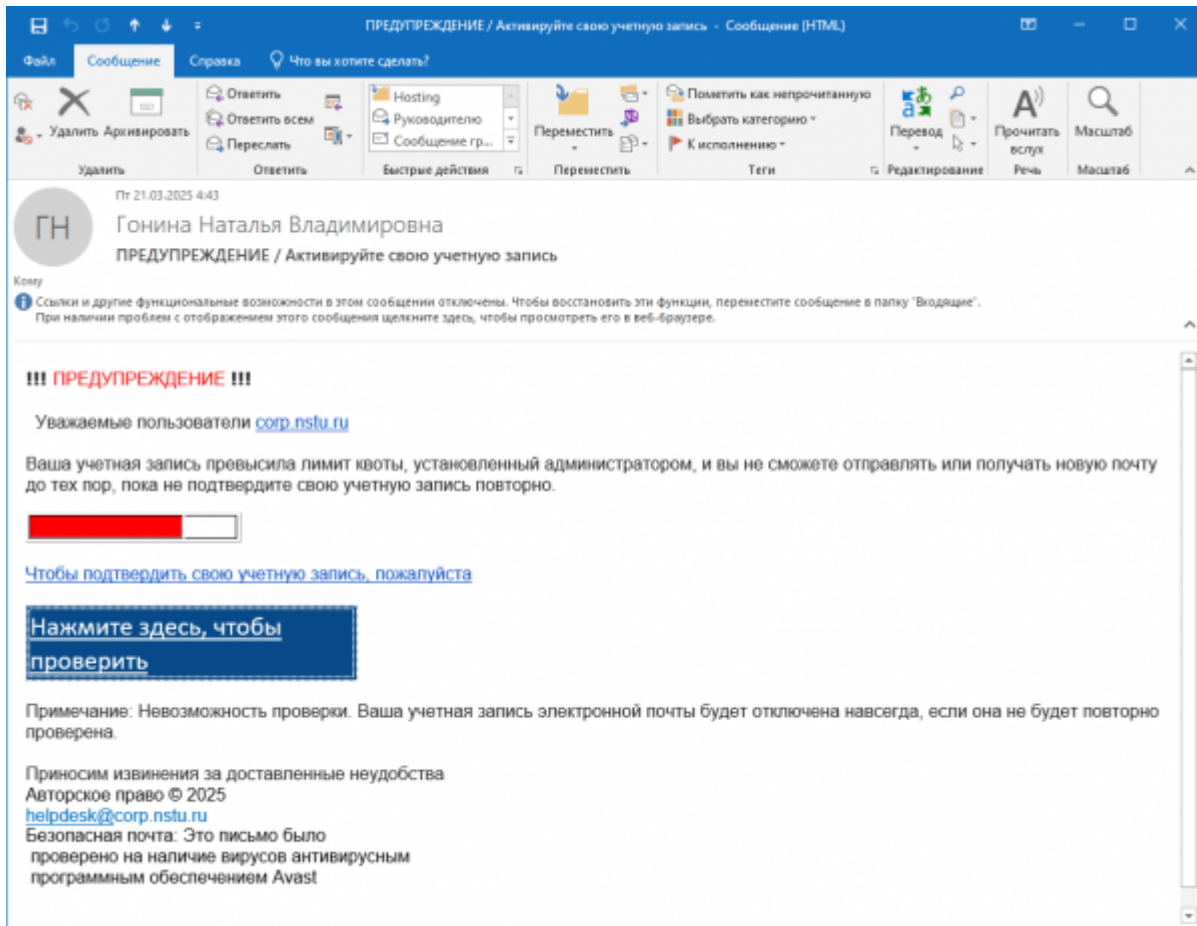 ПРЕДУПРЕЖДЕНИЕ / Активируйте свою учетную запись - Сообщение (HTML)
Файл Сообщение Справка Что вы хотите сделать?
Удалить Архивировать
Ответить
Ответить всем
Переслать
Hosting
Руководителю
Сообщение гр...
Переместить
Пометить как непрочитанную
Выбрать категорию
К исполнению
Перевод
Прочитать вслух
Масштаб
Удалить Ответить Быстрые действия Переместить Теги Редактирование Речь Масштаб
Пт 21.03.2025 4:43
ГН
Гонина Наталья Владимировна
ПРЕДУПРЕЖДЕНИЕ / Активируйте свою учетную запись
Кому
Ссылки и другие функциональные возможности в этом сообщении отключены. Чтобы восстановить эти функции, переместите сообщение в папку "Входящие".
При наличии проблем с отображением этого сообщения щелкните здесь, чтобы просмотреть его в веб-браузере.
!!! ПРЕДУПРЕЖДЕНИЕ !!!
Уважаемые пользователи corp.nstu.ru
Ваша учетная запись превысила лимит квоты, установленный администратором, и вы не сможете отправлять или получать новую почту
до тех пор, пока не подтвердите свою учетную запись повторно.
Чтобы подтвердить свою учетную запись, пожалуйста
Нажмите здесь, чтобы
проверить
Примечание: Невозможность проверки. Ваша учетная запись электронной почты будет отключена навсегда, если она не будет повторно
проверена.
Приносим извинения за доставленные неудобства
Авторское право © 2025
helpdesk@corp.nstu.ru
Безопасная почта: Это письмо было
проверено на наличие вирусов антивирусным
программным обеспечением Avast